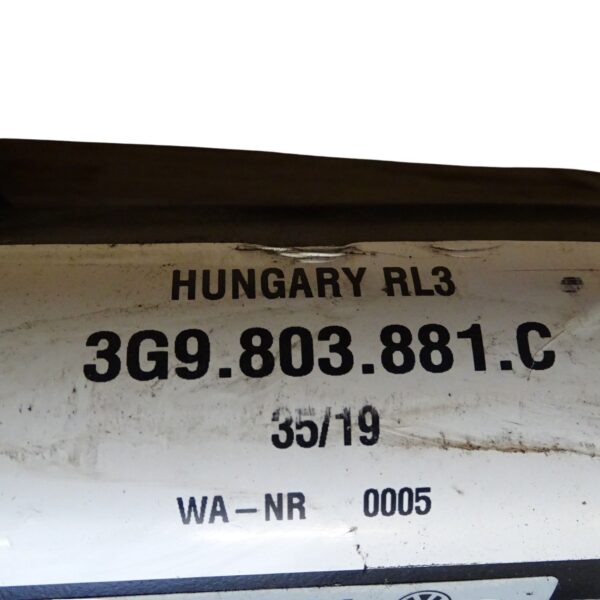 HUNGARY RL3
3G9.803.881.C
35/19
WA-NR 0005